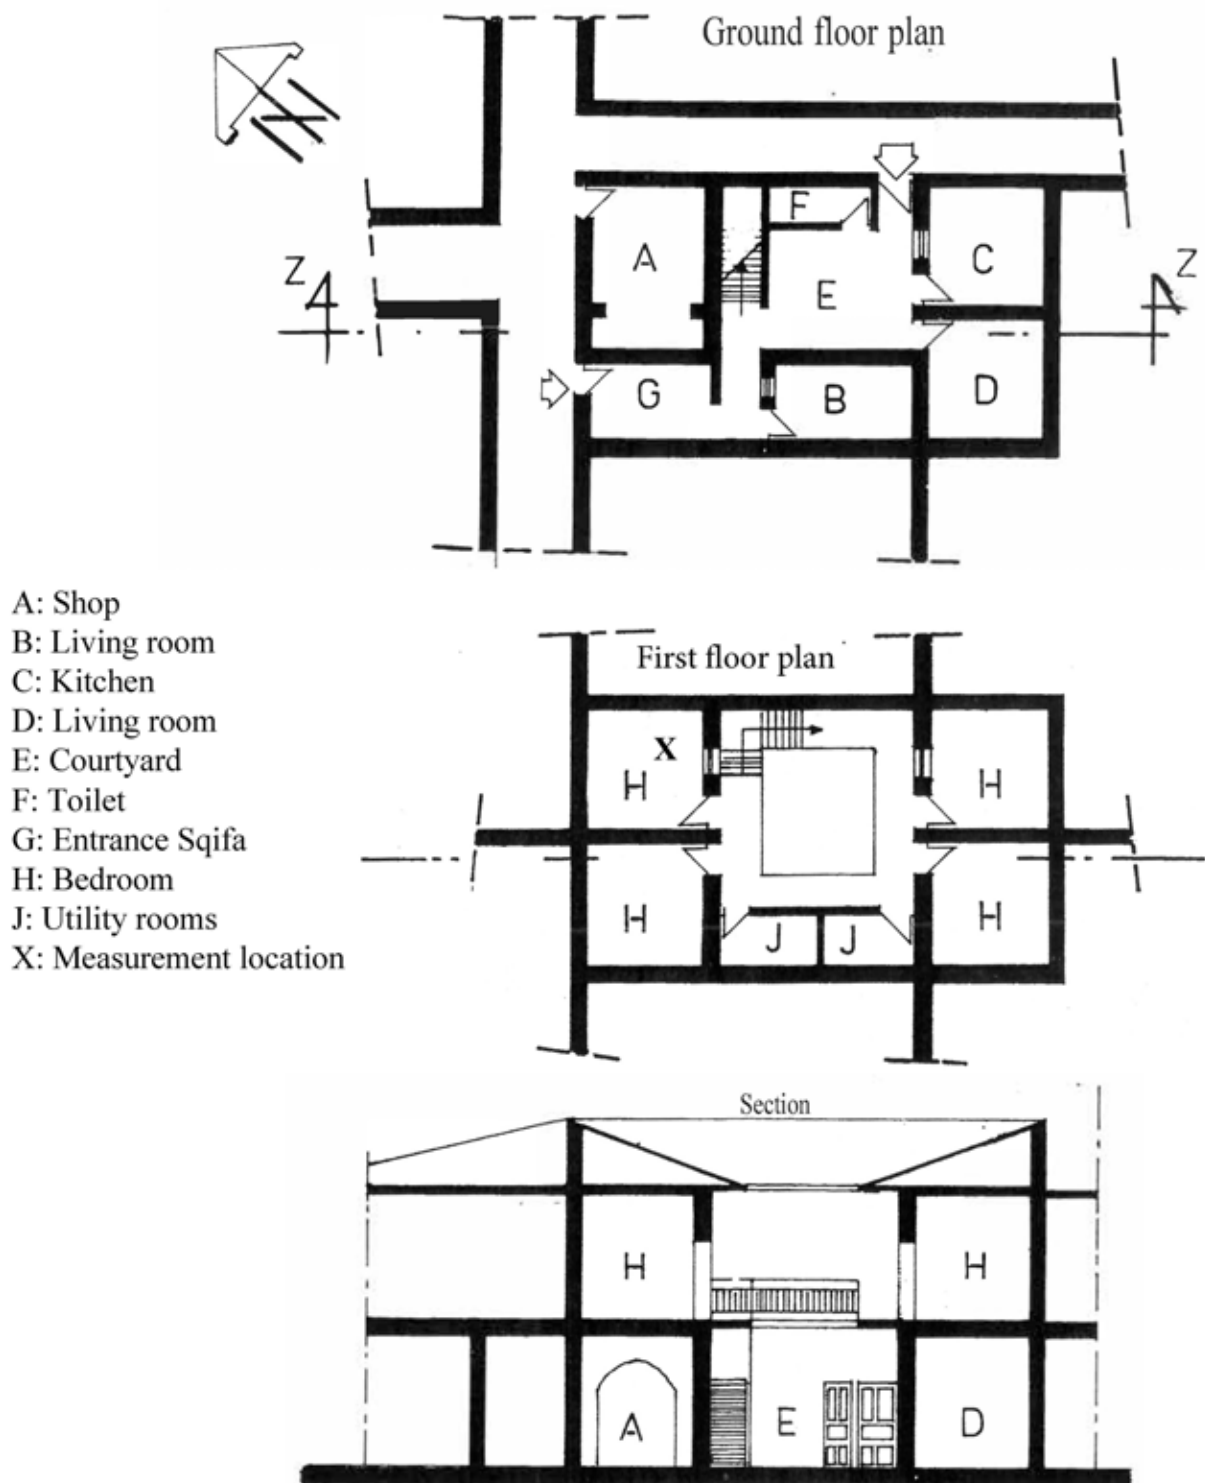 Ground floor plan
F
A
C
Z
Z
E
G
B
D
A: Shop
B: Living room
C: Kitchen
D: Living room
E: Courtyard
F: Toilet
G: Entrance Sqifa
H: Bedroom
J: Utility rooms
X: Measurement location
First floor plan
X
H
H
H
H
J
J
Section
H
H
A
E
D